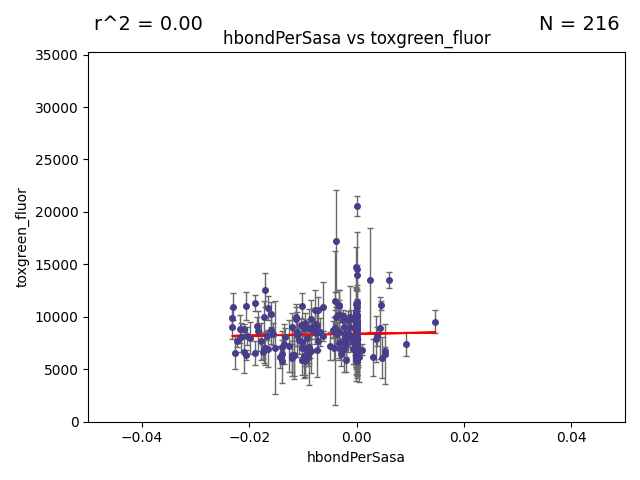 r^2 = 0.00
N = 216
hbondPerSasa vs toxgreen_fluor
35000
30000
25000
20000
15000
10000
5000
0
toxgreen_fluor
−0.04
−0.02
0.00
0.02
0.04
hbondPerSasa